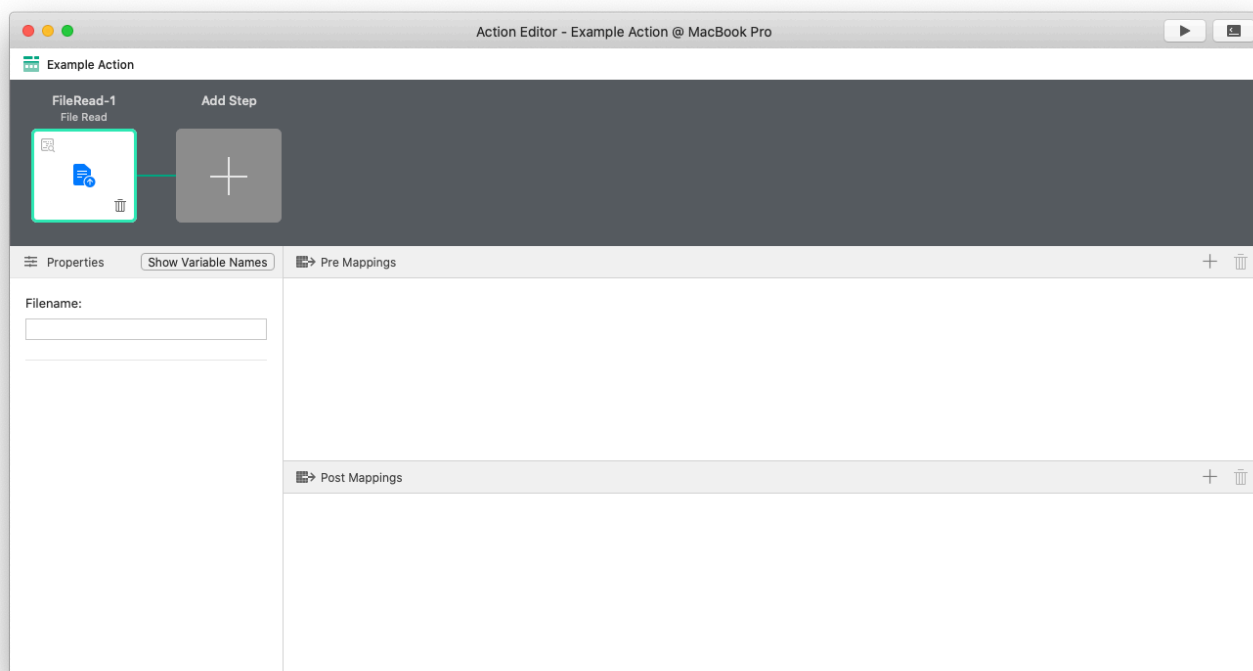 Action Editor - Example Action @ MacBook Pro
Example Action
FileRead-1
File Read
Add Step
Properties
Show Variable Names
Pre Mappings
Filename:
Post Mappings